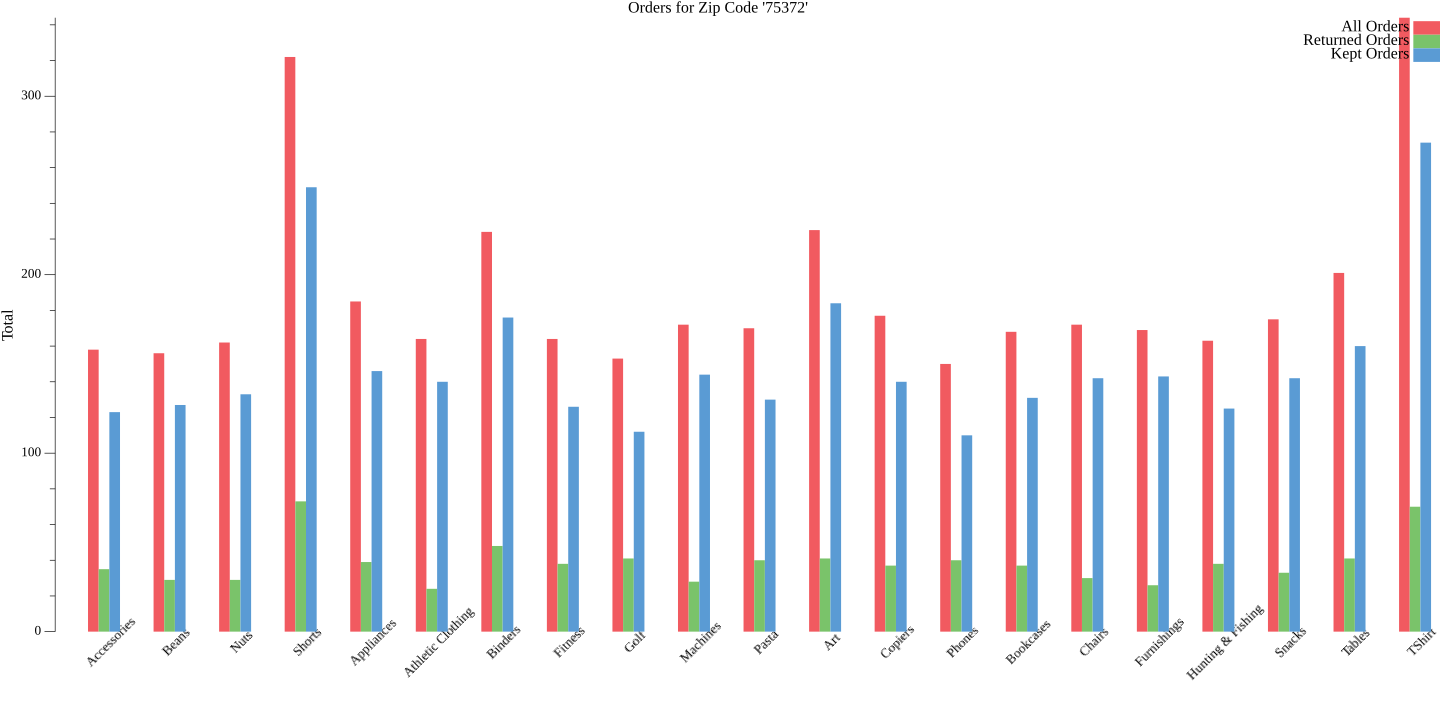 Orders for Zip Code '75372'
All Orders
Returned Orders
Kept Orders
300
200
100
0
Total
Accessories
Beans
Nuts
Shorts
Appliances
Athletic Clothing
Binders
Fitness
Golf
Machines
Pasta
Art
Copiers
Phones
Bookcases
Chairs
Furnishings
Hunting & Fishing
Snacks
Tables
TShirt